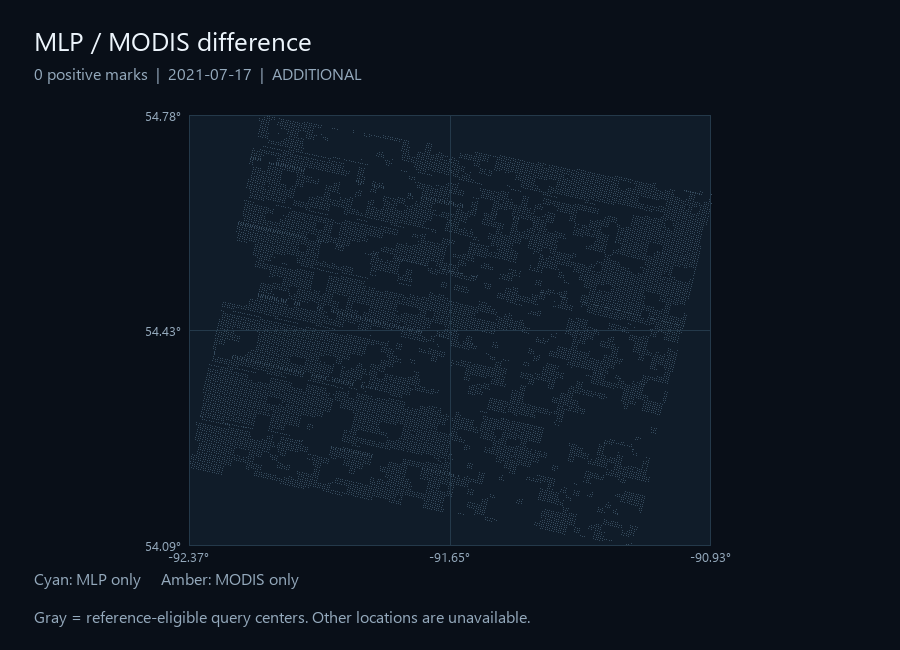 MLP / MODIS difference
0 positive marks | 2021-07-17 | ADDITIONAL
54.78°
54.43°
54.09°
-92.37° -91.65° -90.93°
Cyan: MLP only Amber: MODIS only
Gray = reference-eligible query centers. Other locations are unavailable.